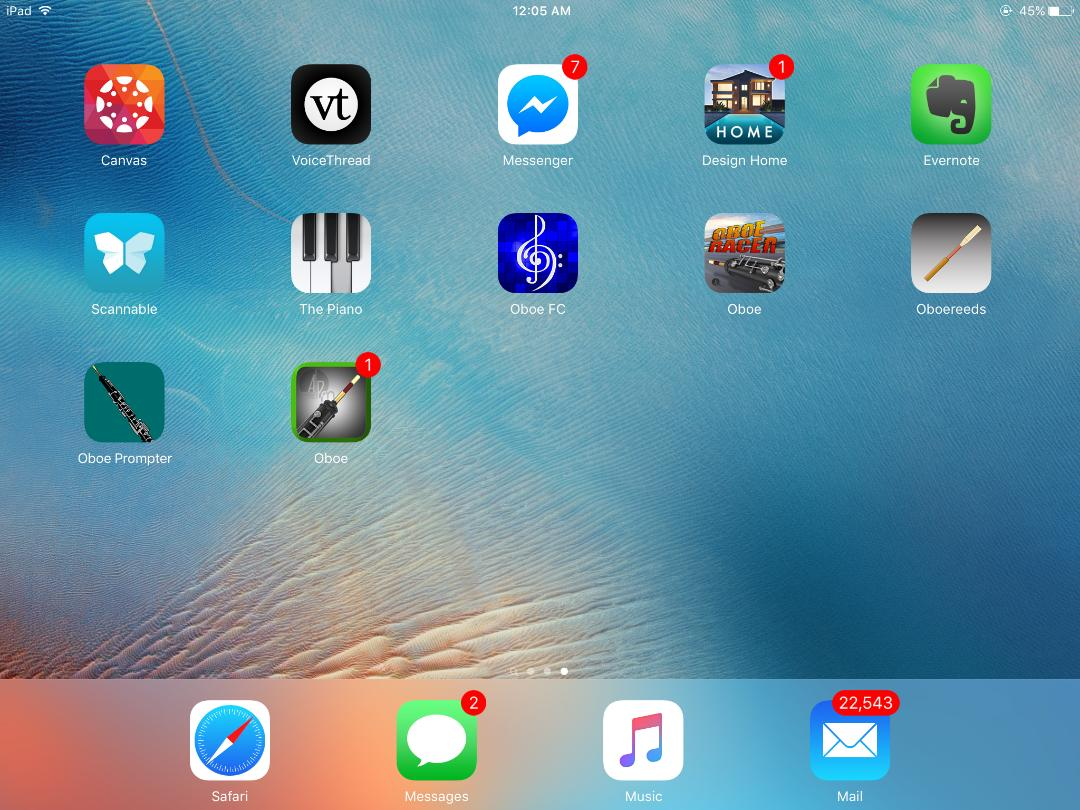 iPad 12:05 AM 45%
7 1
vt
HOME
Canvas VoiceThread Messenger Design Home Evernote
OBOE
RACER
Scannable The Piano Oboe FC Oboe Oboereeds
1
Oboe Prompter Oboe
2 22,543
Safari Messages Music Mail